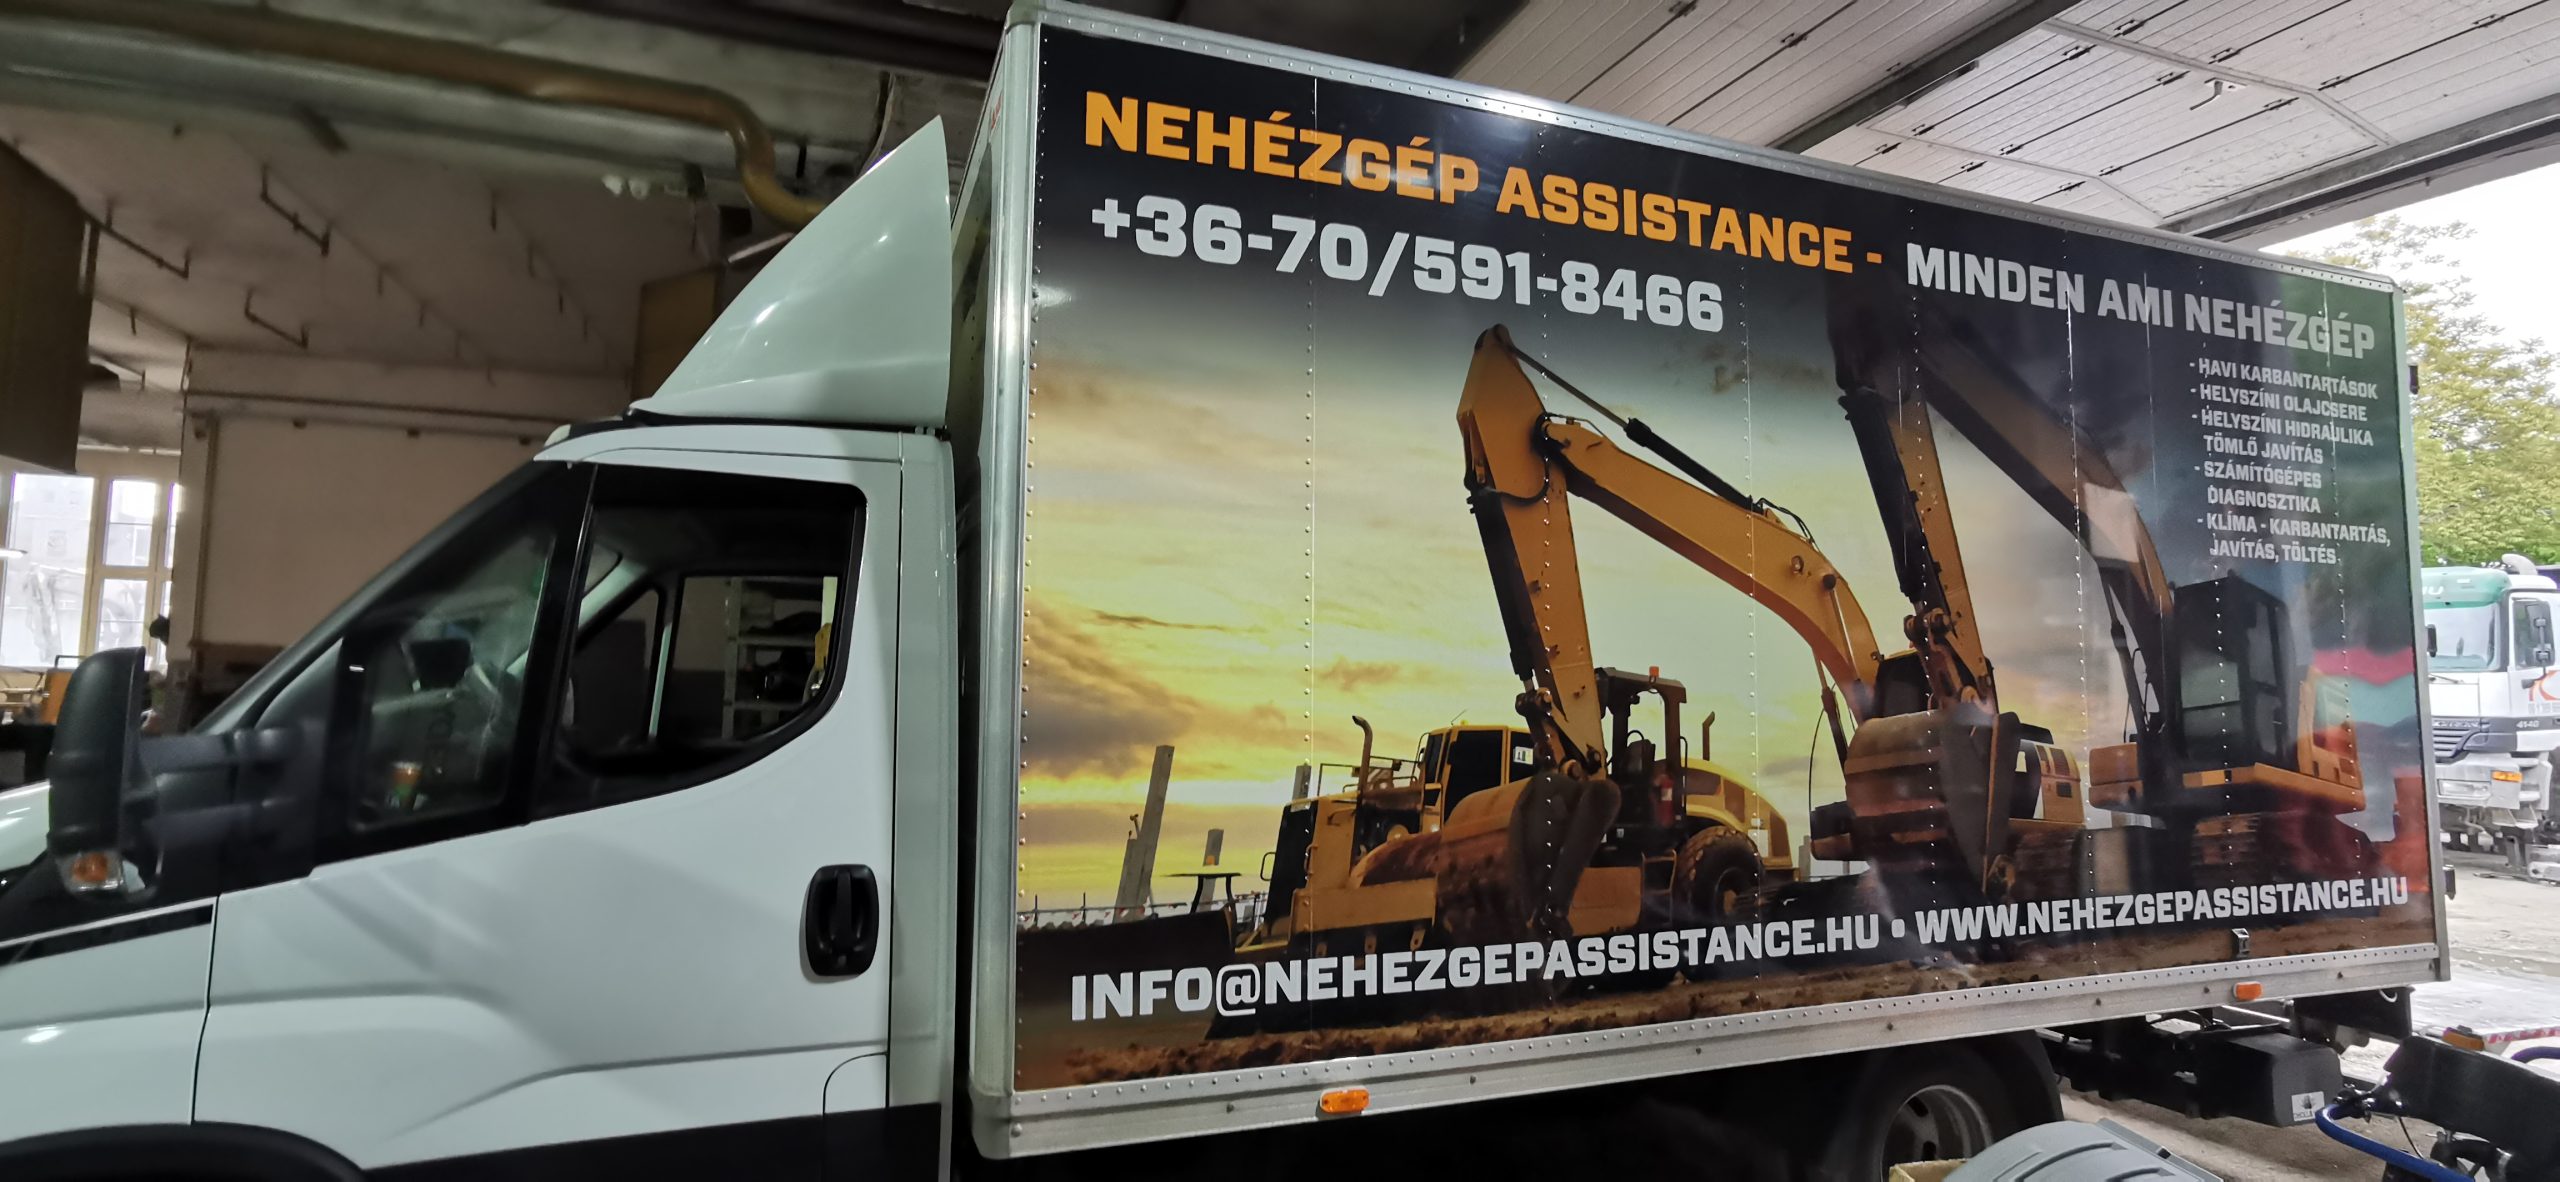 NEHÉZGÉP ASSISTANCE - MINDEN AMI NEHÉZGÉP
+36-70/591-8466
- HAVI KARBANTARTÁSOK
- HELYSZÍNI OLAJCSERE
- HELYSZÍNI HIDRAULIKA
TÖMLŐ JAVÍTÁS
- SZÁMÍTÓGÉPES
DIAGNOSZTIKA
- KLÍMA - KARBANTARTÁS,
JAVÍTÁS, TÖLTÉS
INFO@NEHEZGEPASSISTANCE.HU • WWW.NEHEZGEPASSISTANCE.HU
4140